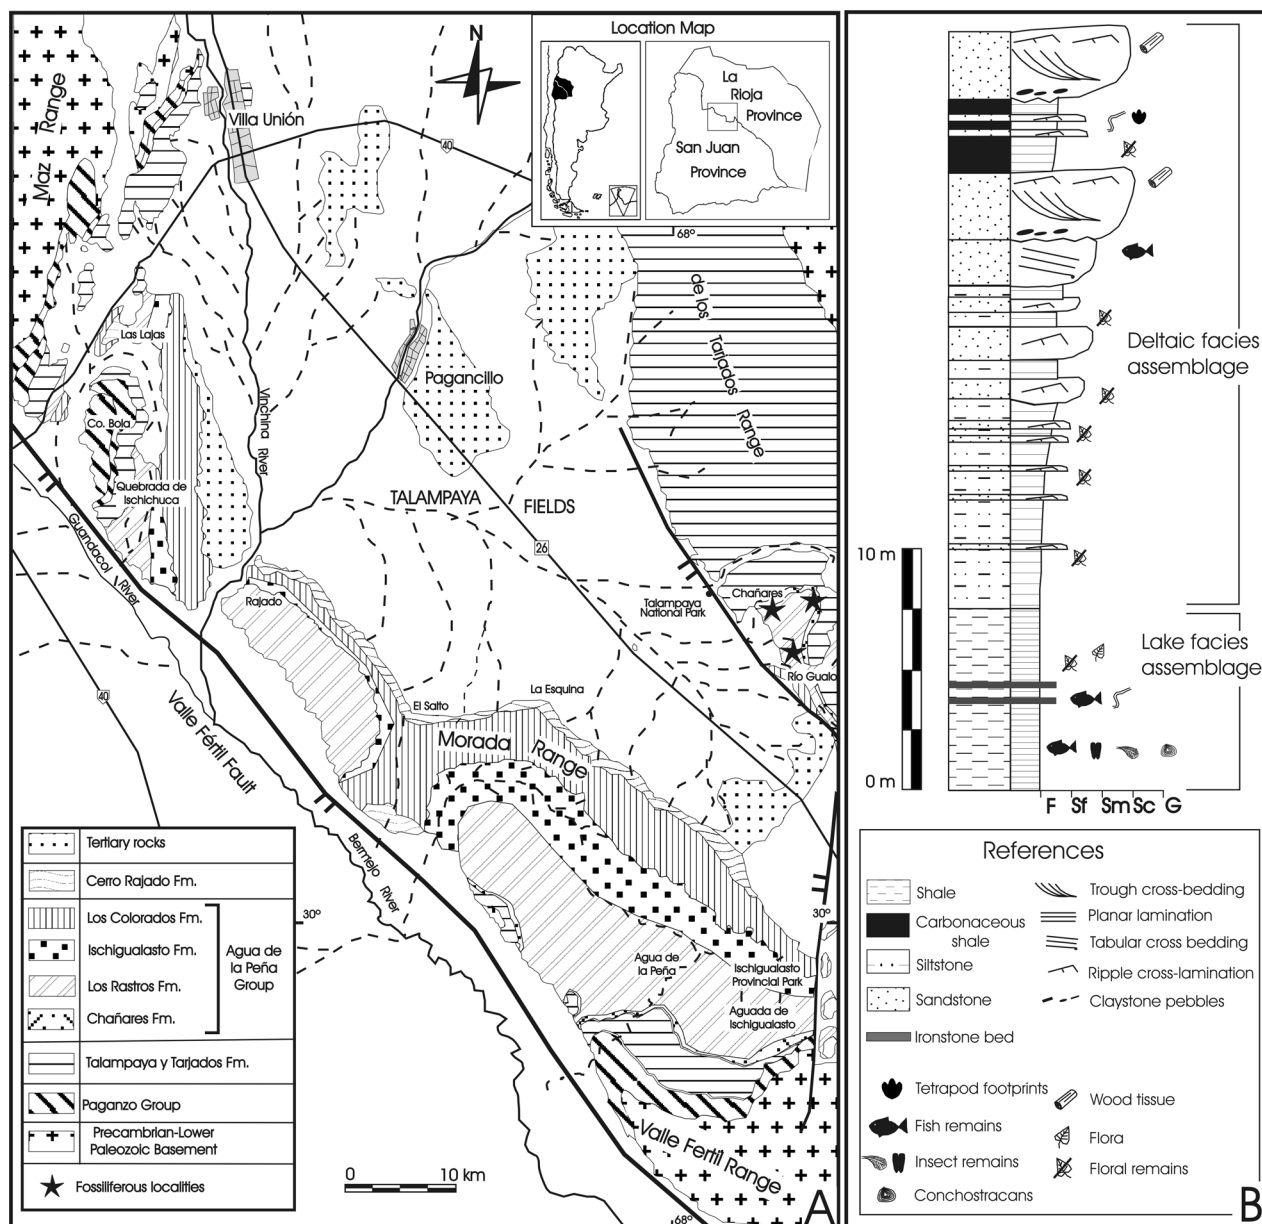 Location Map
N
La
Rioja
Province
San Juan
Province
Maz Range
Villa Unión
40
68º
de los Tarjados Range
Las Lajas
Pagancillo
Co. Bola
Vinchina River
Quebrada de
Ischichuca
TALAMPAYA FIELDS
26
Guandacol River
Rajado
Talampaya
National Park
Chañares
Río Gualo
40
Valle Fértil Fault
El Salto
La Esquina
Morada Range
Bermejo River
30º
30º
Agua de
la Peña
Ischigualasto
Provincial Park
Aguada de
Ischigualasto
Valle Fertil Range
68º
Tertiary rocks
Cerro Rajado Fm.
Los Colorados Fm.
Ischigualasto Fm.
Los Rastros Fm.
Chañares Fm.
Agua de
la Peña
Group
Talampaya y Tarjados Fm.
Paganzo Group
Precambrian-Lower
Paleozoic Basement
Fossiliferous localities
0 10 km
A
Deltaic facies
assemblage
Lake facies
assemblage
10 m
0 m
F Sf Sm Sc G
References
Shale
Carbonaceous
shale
Siltstone
Sandstone
Ironstone bed
Trough cross-bedding
Planar lamination
Tabular cross bedding
Ripple cross-lamination
Claystone pebbles
Tetrapod footprints
Fish remains
Insect remains
Conchostracans
Wood tissue
Flora
Floral remains
B